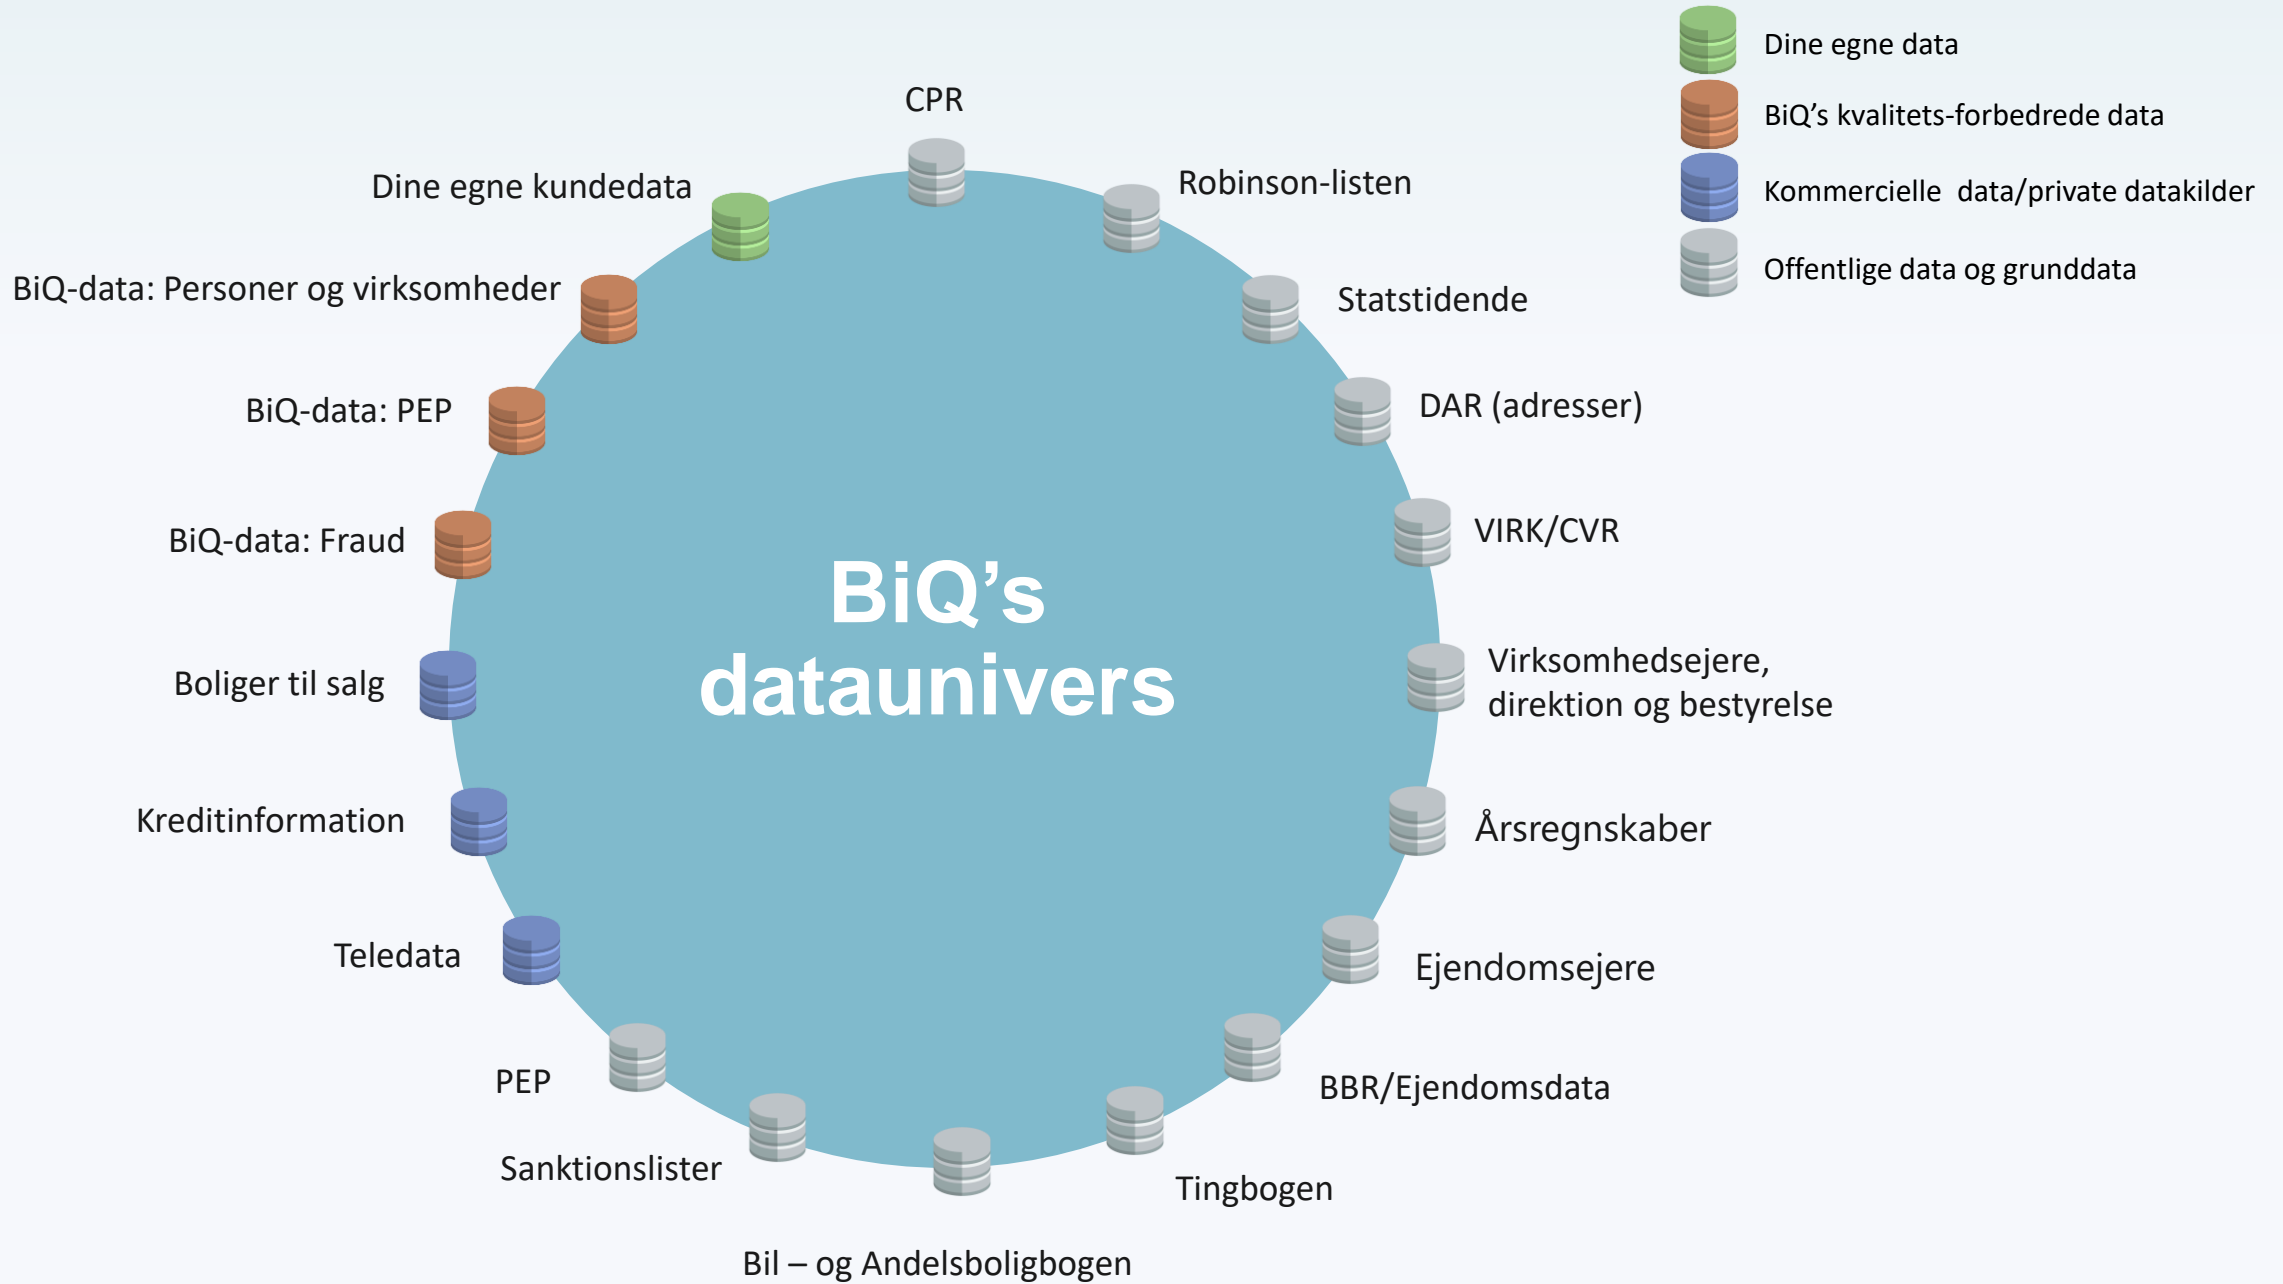 Dine egne data
BiQ’s kvalitets-forbedrede data
Kommercielle data/private datakilder
Offentlige data og grunddata
CPR
Robinson-listen
Statstidende
DAR (adresser)
VIRK/CVR
Virksomhedsejere,
direktion og bestyrelse
Årsregnskaber
Ejendomsejere
BBR/Ejendomsdata
Tingbogen
Bil – og Andelsboligbogen
Sanktionslister
PEP
Teledata
Kreditinformation
Boliger til salg
BiQ-data: Fraud
BiQ-data: PEP
BiQ-data: Personer og virksomheder
Dine egne kundedata
BiQ’s
dataunivers